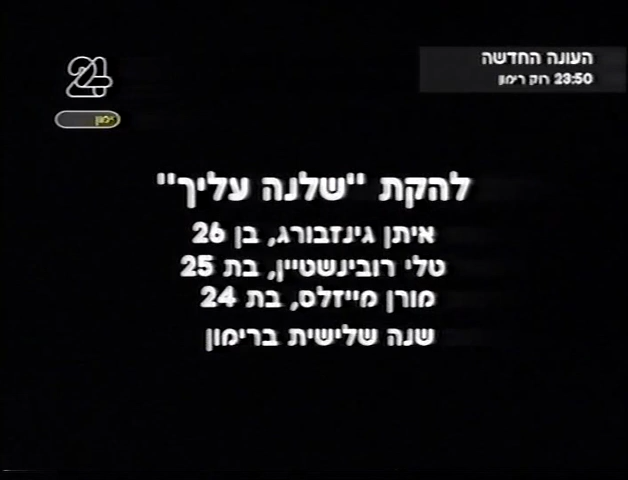 העונה החדשה
23:50 רוק רימון
24
רימון
להקת "שלנה עליך"
איתן גינזבורג, בן 26
טלי רובינשטיין, בת 25
מורן מייזלס, בת 24
שנה שלישית ברימון